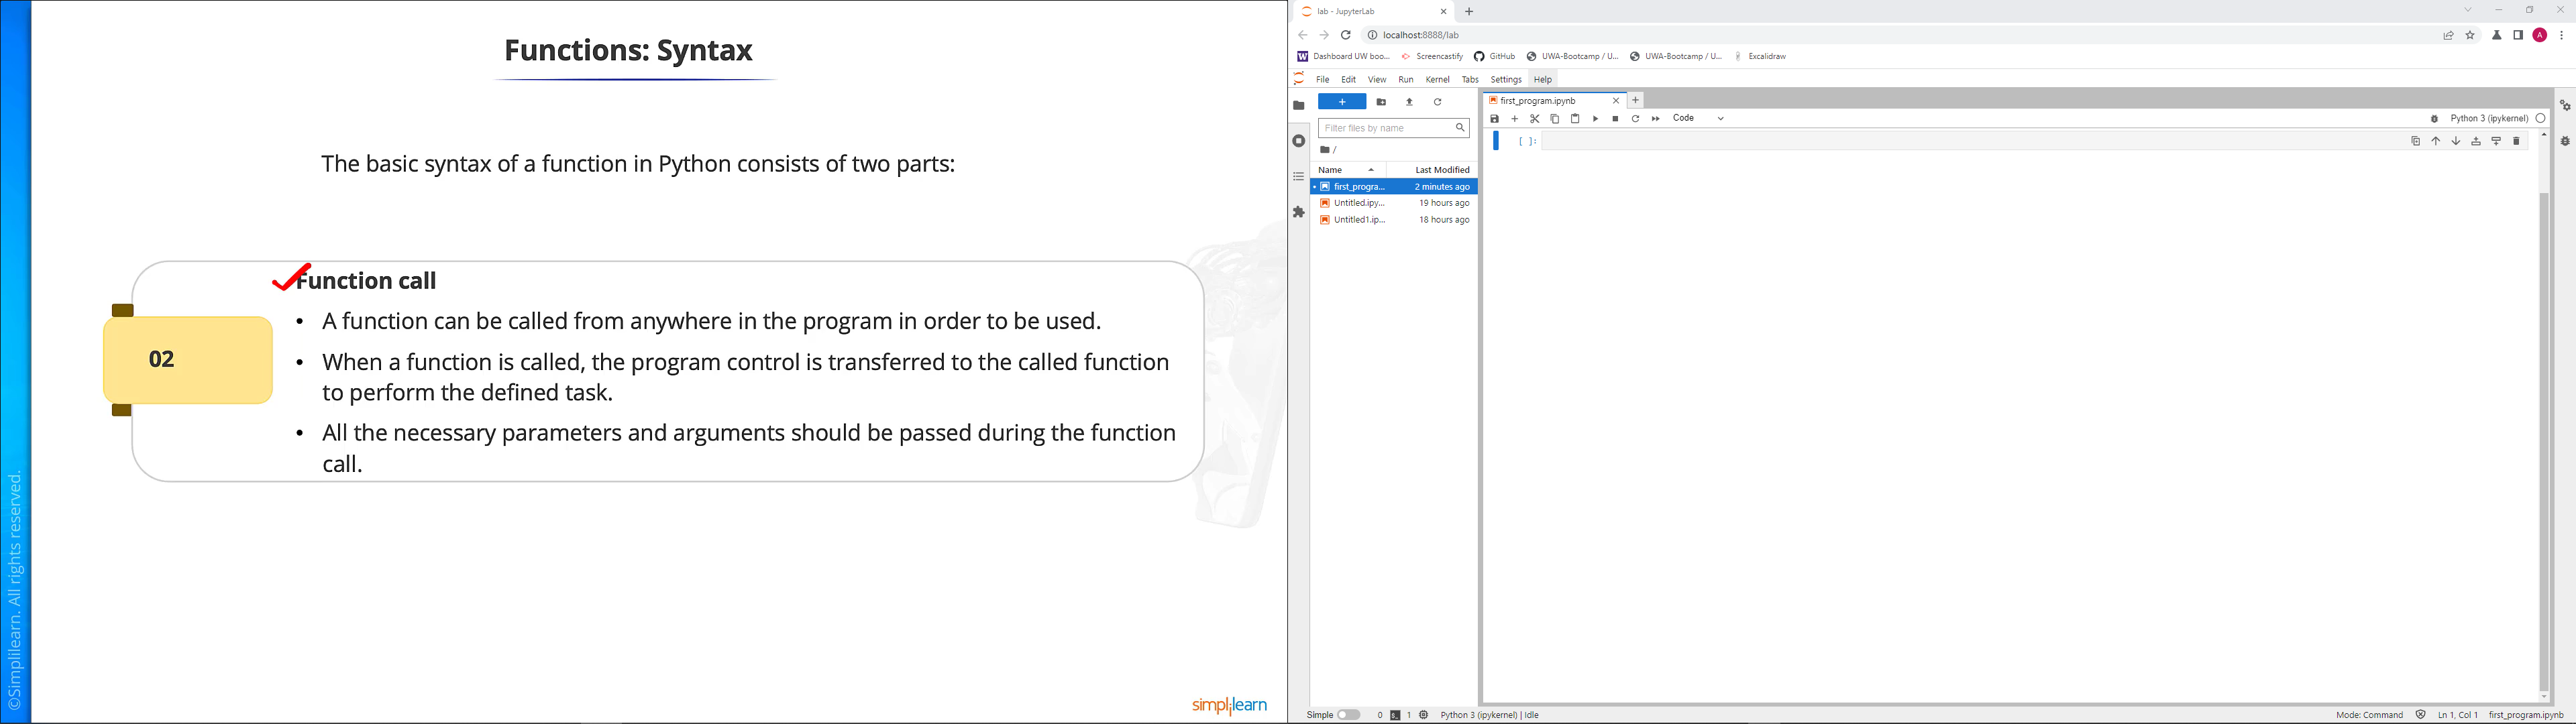 Functions: Syntax
The basic syntax of a function in Python consists of two parts:
02
Function call
• A function can be called from anywhere in the program in order to be used.
• When a function is called, the program control is transferred to the called function
to perform the defined task.
• All the necessary parameters and arguments should be passed during the function
call.
©Simplilearn. All rights reserved.
simplilearn
lab - JupyterLab
localhost:8888/lab
A
Dashboard UW boo... Screencastify GitHub UWA-Bootcamp / U... UWA-Bootcamp / U... Excalidraw
File Edit View Run Kernel Tabs Settings Help
Filter files by name
/
Name Last Modified
first_progra... 2 minutes ago
Untitled.ipy... 19 hours ago
Untitled1.ip... 18 hours ago
first_program.ipynb
Code
Python 3 (ipykernel)
[ ]:
Simple 0 1 Python 3 (ipykernel) | Idle
Mode: Command Ln 1, Col 1 first_program.ipynb